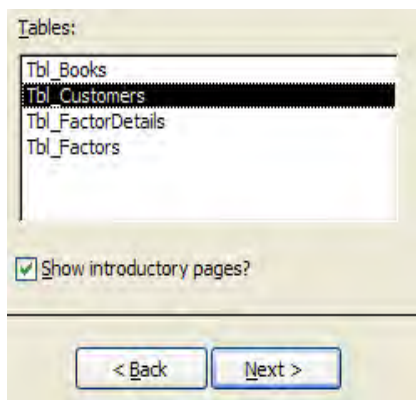 Tables:
Tbl_Books
Tbl_Customers
Tbl_FactorDetails
Tbl_Factors
Show introductory pages?
< Back
Next >